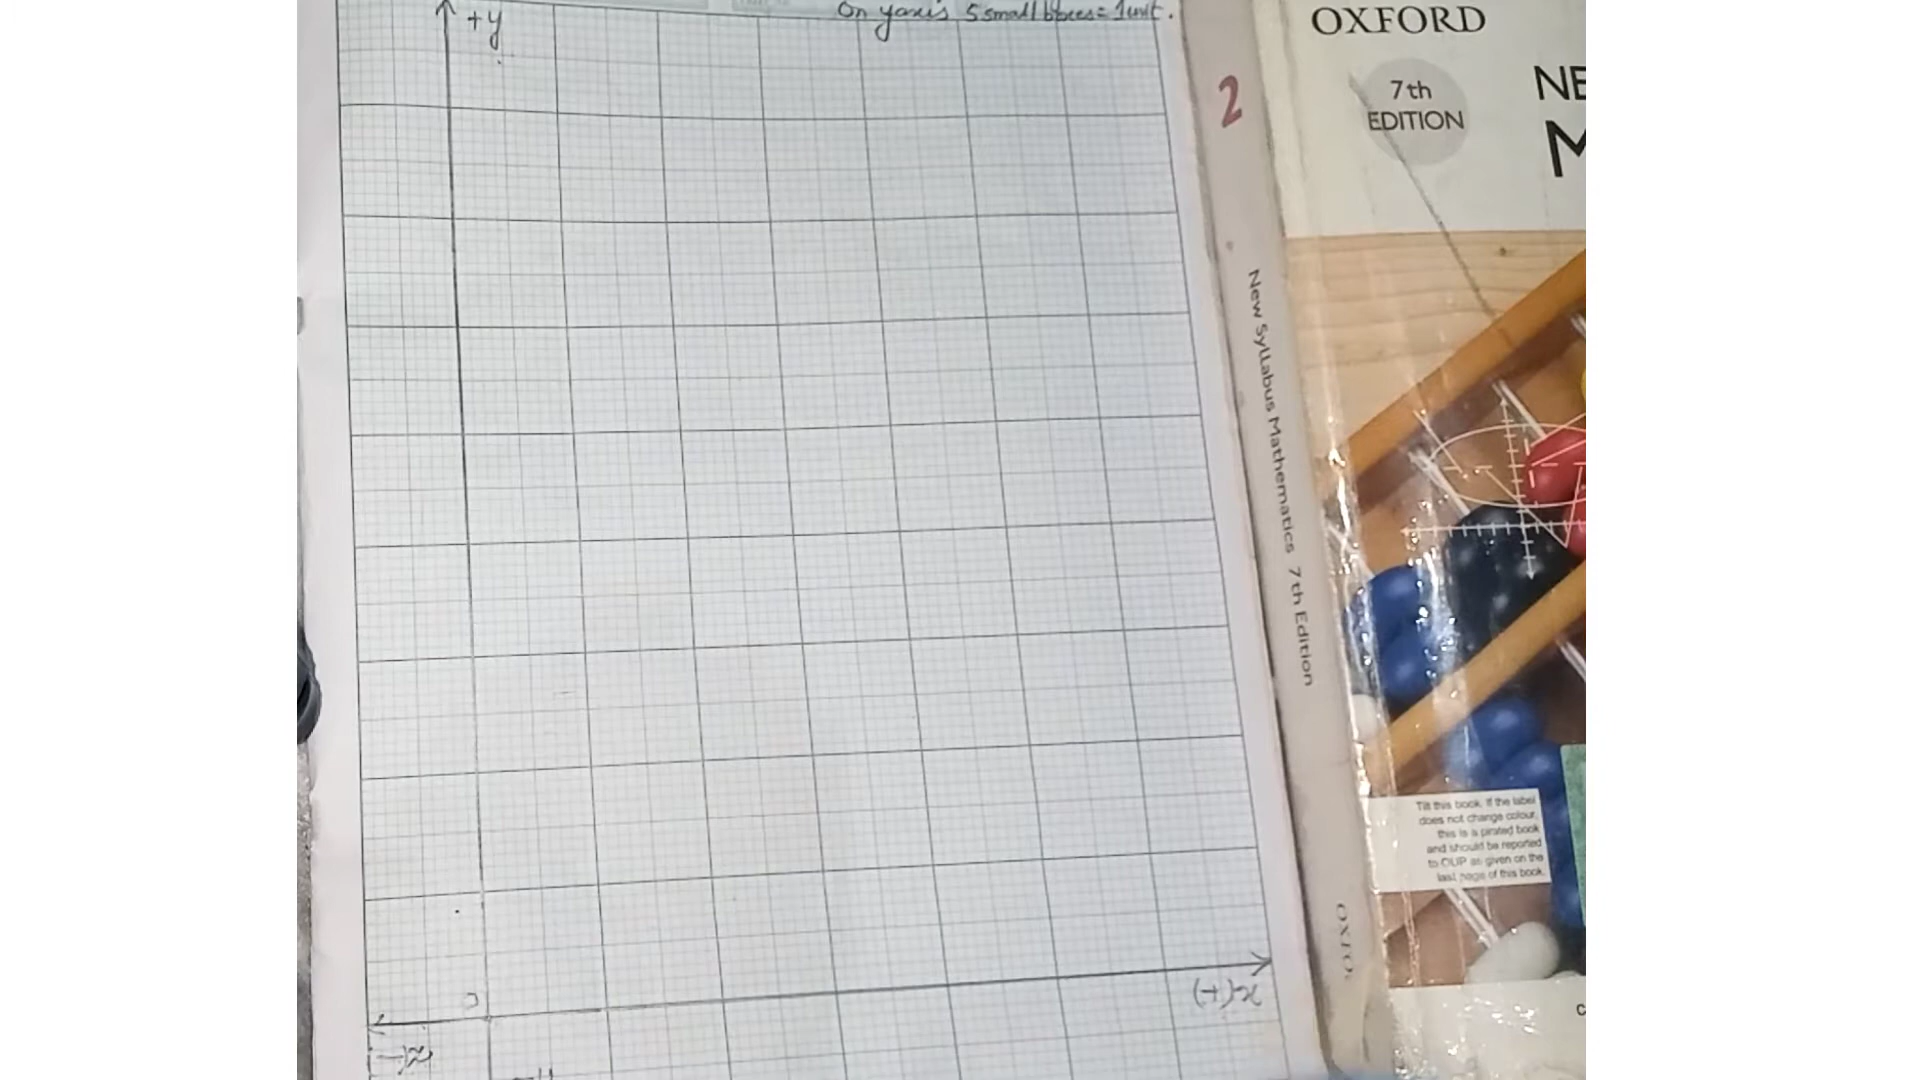 On y axis 5 small boxes = 1 unit.
+y
O
(+)x
(-)x
2
New Syllabus Mathematics 7th Edition
OXFORD
7th
EDITION
Tilt this book. If the label
does not change colour,
this is a pirated book
and should be reported
to OUP as given on the
last page of this book.